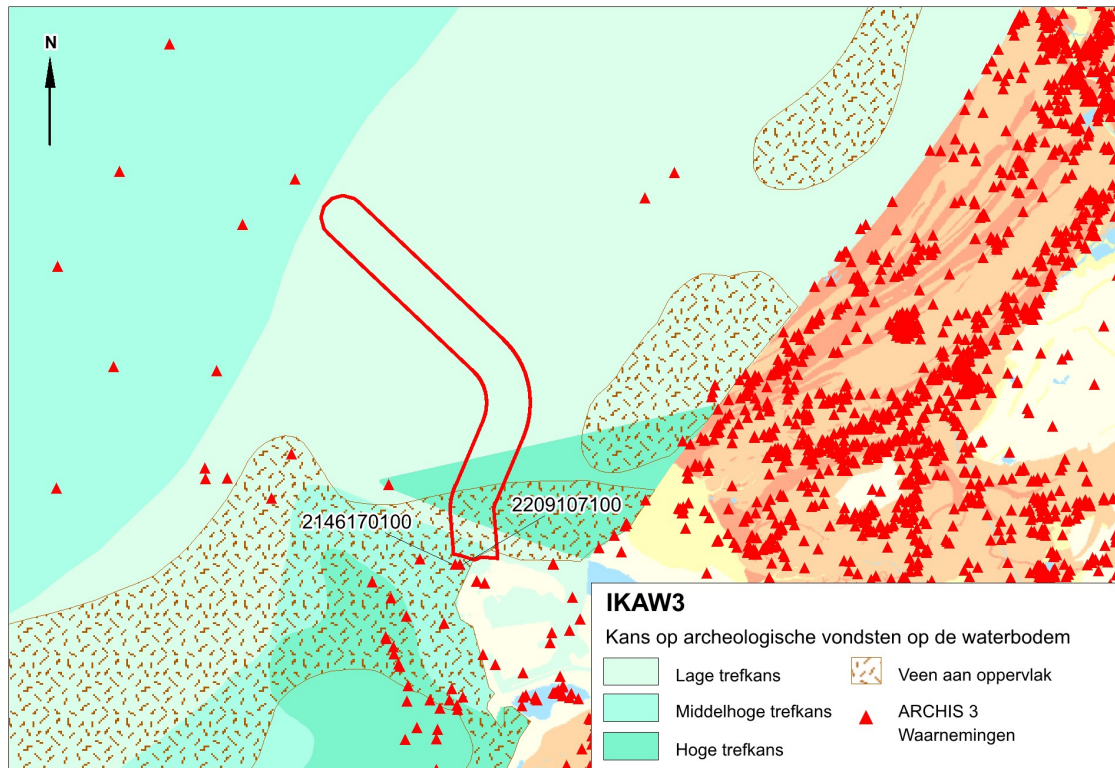 N
2146170100
2209107100
IKAW3
Kans op archeologische vondsten op de waterbodem
Lage trefkans
Middelhoge trefkans
Hoge trefkans
Veen aan oppervlak
ARCHIS 3
Waarnemingen